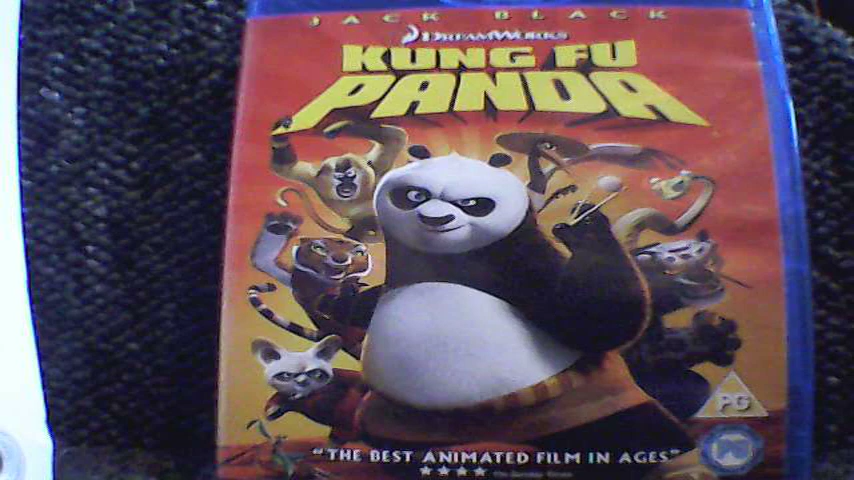 JACK BLACK
DREAMWORKS
KUNG FU
PANDA
PG
"THE BEST ANIMATED FILM IN AGES"